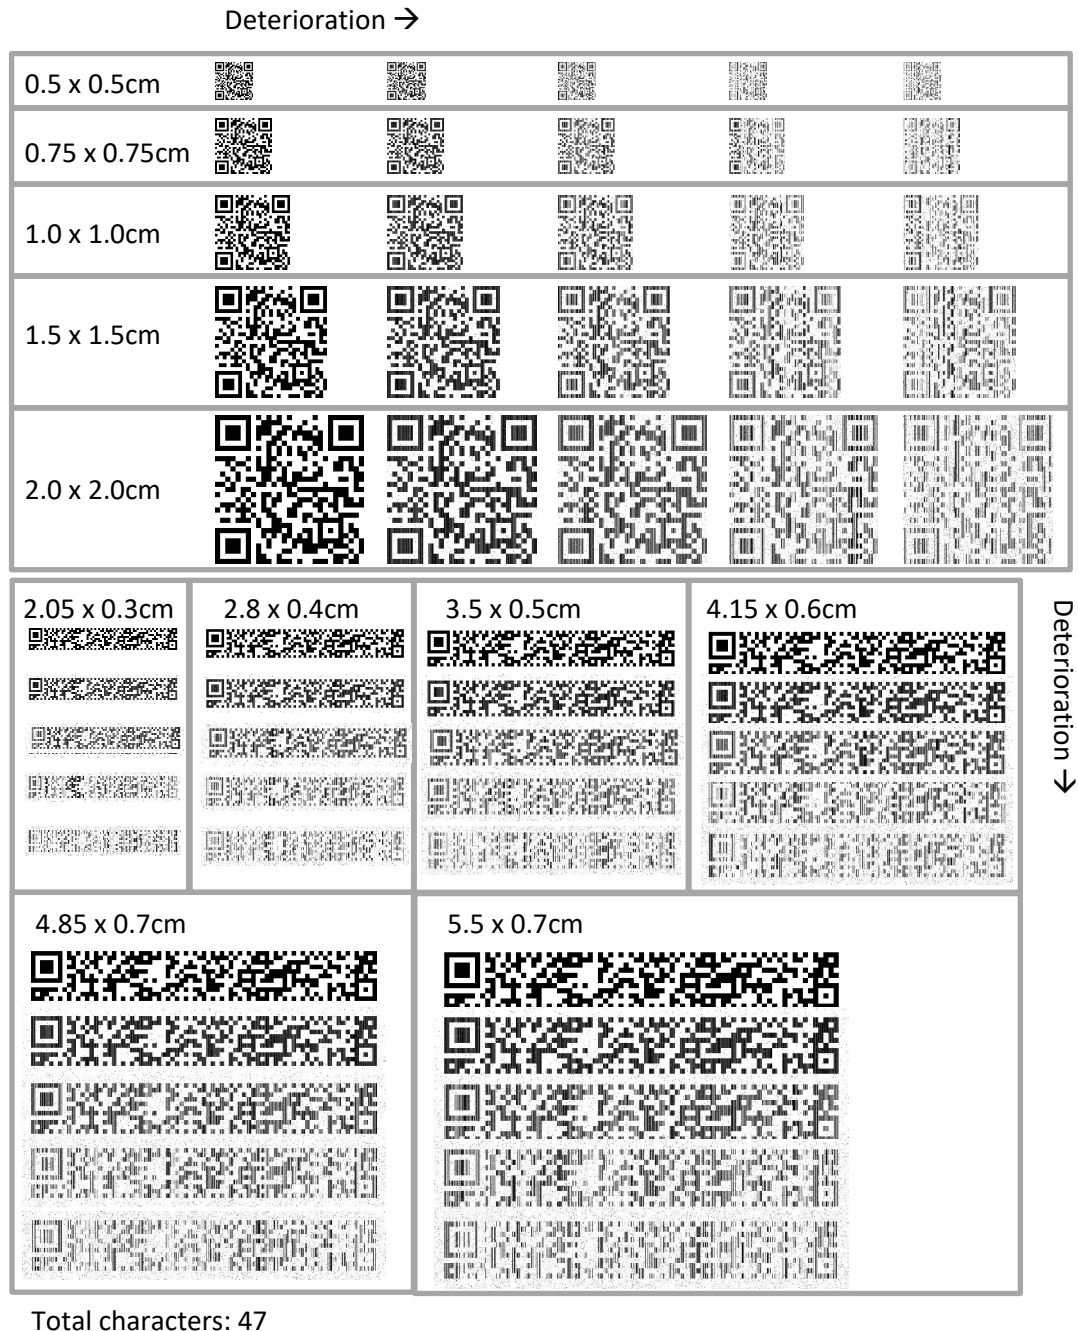 Deterioration →
0.5 x 0.5cm
0.75 x 0.75cm
1.0 x 1.0cm
1.5 x 1.5cm
2.0 x 2.0cm
2.05 x 0.3cm
2.8 x 0.4cm
3.5 x 0.5cm
4.15 x 0.6cm
Deterioration →
4.85 x 0.7cm
5.5 x 0.7cm
Total characters: 47